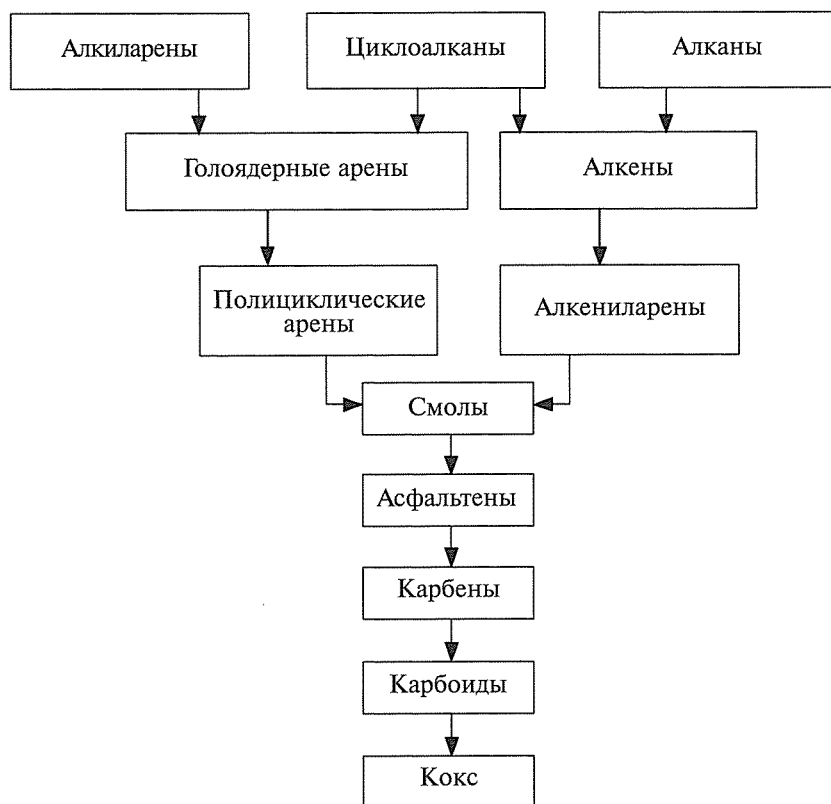 Алкиларены
Циклоалканы
Алканы
Голоядерные арены
Алкены
Полициклические
арены
Алкениларены
Смолы
Асфальтены
Карбены
Карбоиды
Кокс